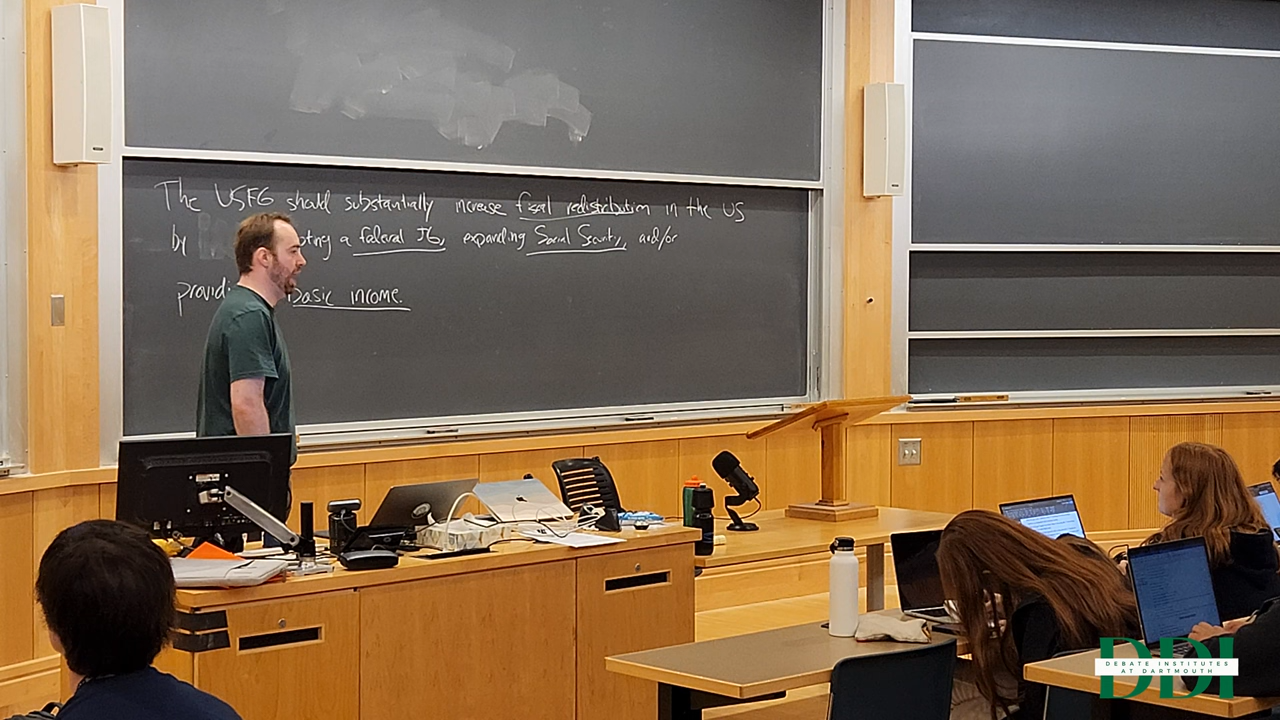 The USFG should substantially increase fiscal redistribution in the US
by ting a federal JG, expanding Social Security, and/or
provid basic income.
DDI
DEBATE INSTITUTES
AT DARTMOUTH